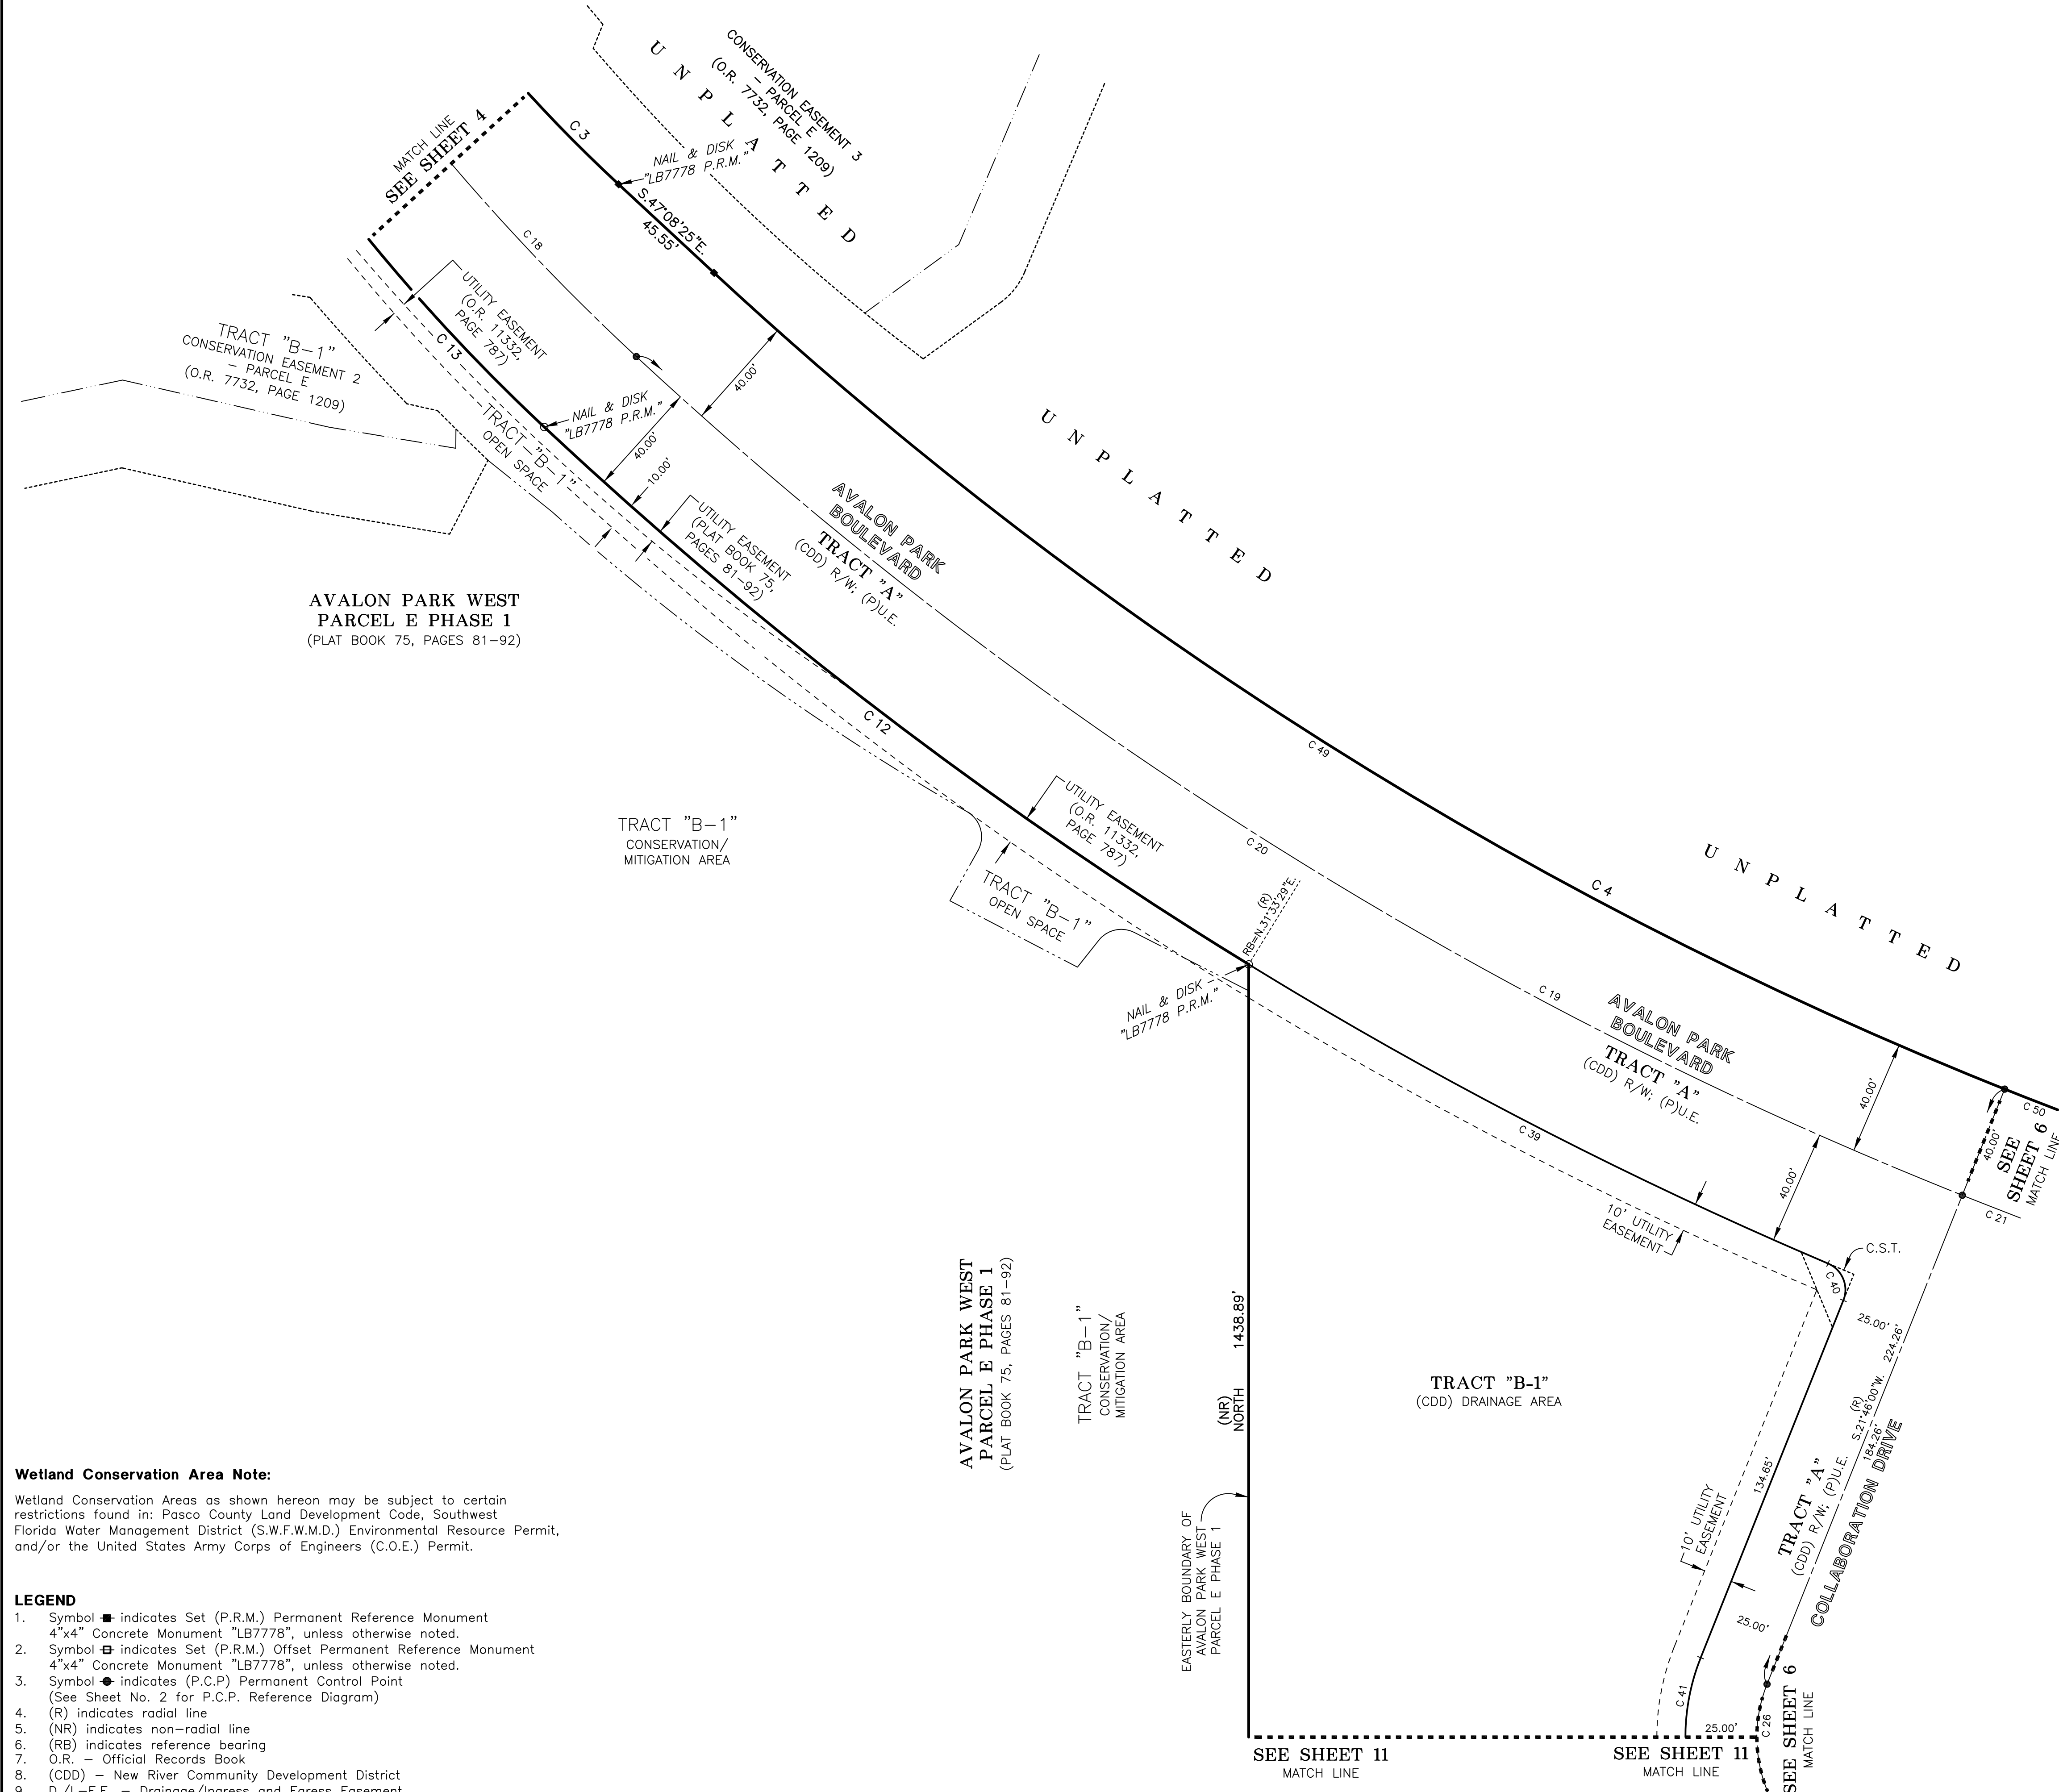 CONSERVATION EASEMENT 3
– PARCEL E
(O.R. 7732, PAGE 1209)
U N P L A T T E D
MATCH LINE
SEE SHEET 4
C 3
NAIL & DISK
"LB7778 P.R.M."
S.47°08'25"E.
45.55'
C 18
UTILITY EASEMENT
(O.R. 11332,
PAGE 787)
C 13
TRACT "B–1"
CONSERVATION EASEMENT 2
– PARCEL E
(O.R. 7732, PAGE 1209)
NAIL & DISK
"LB7778 P.R.M."
40.00'
40.00'
10.00'
TRACT "B–1"
OPEN SPACE
UTILITY EASEMENT
(PLAT BOOK 75,
PAGES 81–92)
AVALON PARK
BOULEVARD
TRACT "A"
(CDD) R/W; (P)U.E.
U N P L A T T E D
AVALON PARK WEST
PARCEL E PHASE 1
(PLAT BOOK 75, PAGES 81–92)
C 12
C 49
TRACT "B–1"
CONSERVATION/
MITIGATION AREA
UTILITY EASEMENT
(O.R. 11332,
PAGE 787)
C 20
C 4
U N P L A T T E D
TRACT "B–1"
OPEN SPACE
(R)
RB=N.31°33'29"E.
NAIL & DISK
"LB7778 P.R.M."
C 19
AVALON PARK
BOULEVARD
TRACT "A"
(CDD) R/W; (P)U.E.
40.00'
40.00'
C 50
40.00'
SEE
SHEET 6
MATCH LINE
C 21
C 39
10' UTILITY
EASEMENT
C.S.T.
C 40
25.00'
AVALON PARK WEST
PARCEL E PHASE 1
(PLAT BOOK 75, PAGES 81–92)
TRACT "B–1"
CONSERVATION/
MITIGATION AREA
(NR)
NORTH 1438.89'
TRACT "B-1"
(CDD) DRAINAGE AREA
(R)
S.21°46'00"W. 224.26'
184.26'
134.65'
TRACT "A"
(CDD) R/W; (P)U.E.
COLLABORATION DRIVE
10' UTILITY
EASEMENT
25.00'
EASTERLY BOUNDARY OF
AVALON PARK WEST
PARCEL E PHASE 1
C 41
25.00'
C 26
SEE SHEET 6
MATCH LINE
SEE SHEET 11
MATCH LINE
SEE SHEET 11
MATCH LINE
Wetland Conservation Area Note:
Wetland Conservation Areas as shown hereon may be subject to certain
restrictions found in: Pasco County Land Development Code, Southwest
Florida Water Management District (S.W.F.W.M.D.) Environmental Resource Permit,
and/or the United States Army Corps of Engineers (C.O.E.) Permit.
LEGEND
1. Symbol indicates Set (P.R.M.) Permanent Reference Monument
4"x4" Concrete Monument "LB7778", unless otherwise noted.
2. Symbol indicates Set (P.R.M.) Offset Permanent Reference Monument
4"x4" Concrete Monument "LB7778", unless otherwise noted.
3. Symbol indicates (P.C.P) Permanent Control Point
(See Sheet No. 2 for P.C.P. Reference Diagram)
4. (R) indicates radial line
5. (NR) indicates non–radial line
6. (RB) indicates reference bearing
7. O.R. – Official Records Book
8. (CDD) – New River Community Development District
9. D./I–E.E. – Drainage/Ingress and Egress Easement